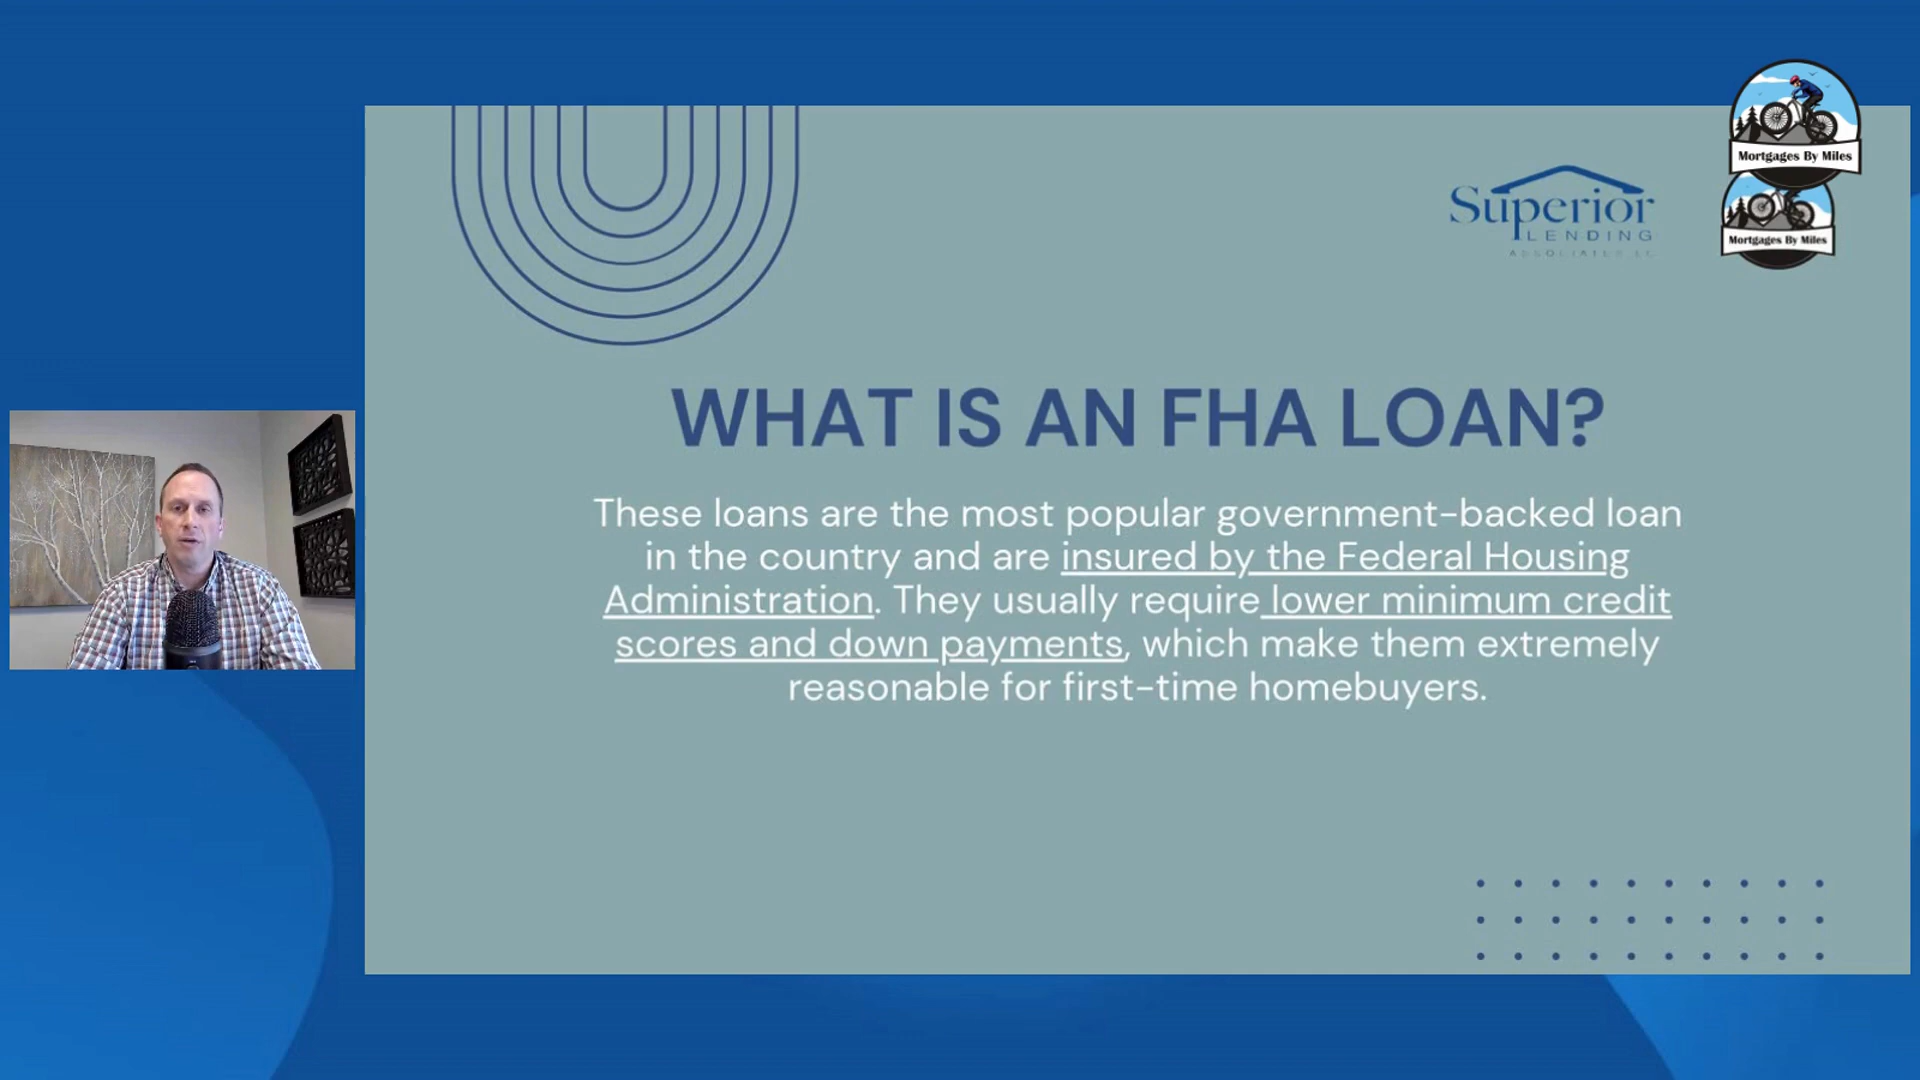 Mortgages By Miles
Superior
LENDING
Mortgages By Miles
WHAT IS AN FHA LOAN?
These loans are the most popular government-backed loan
in the country and are insured by the Federal Housing
Administration. They usually require lower minimum credit
scores and down payments, which make them extremely
reasonable for first-time homebuyers.